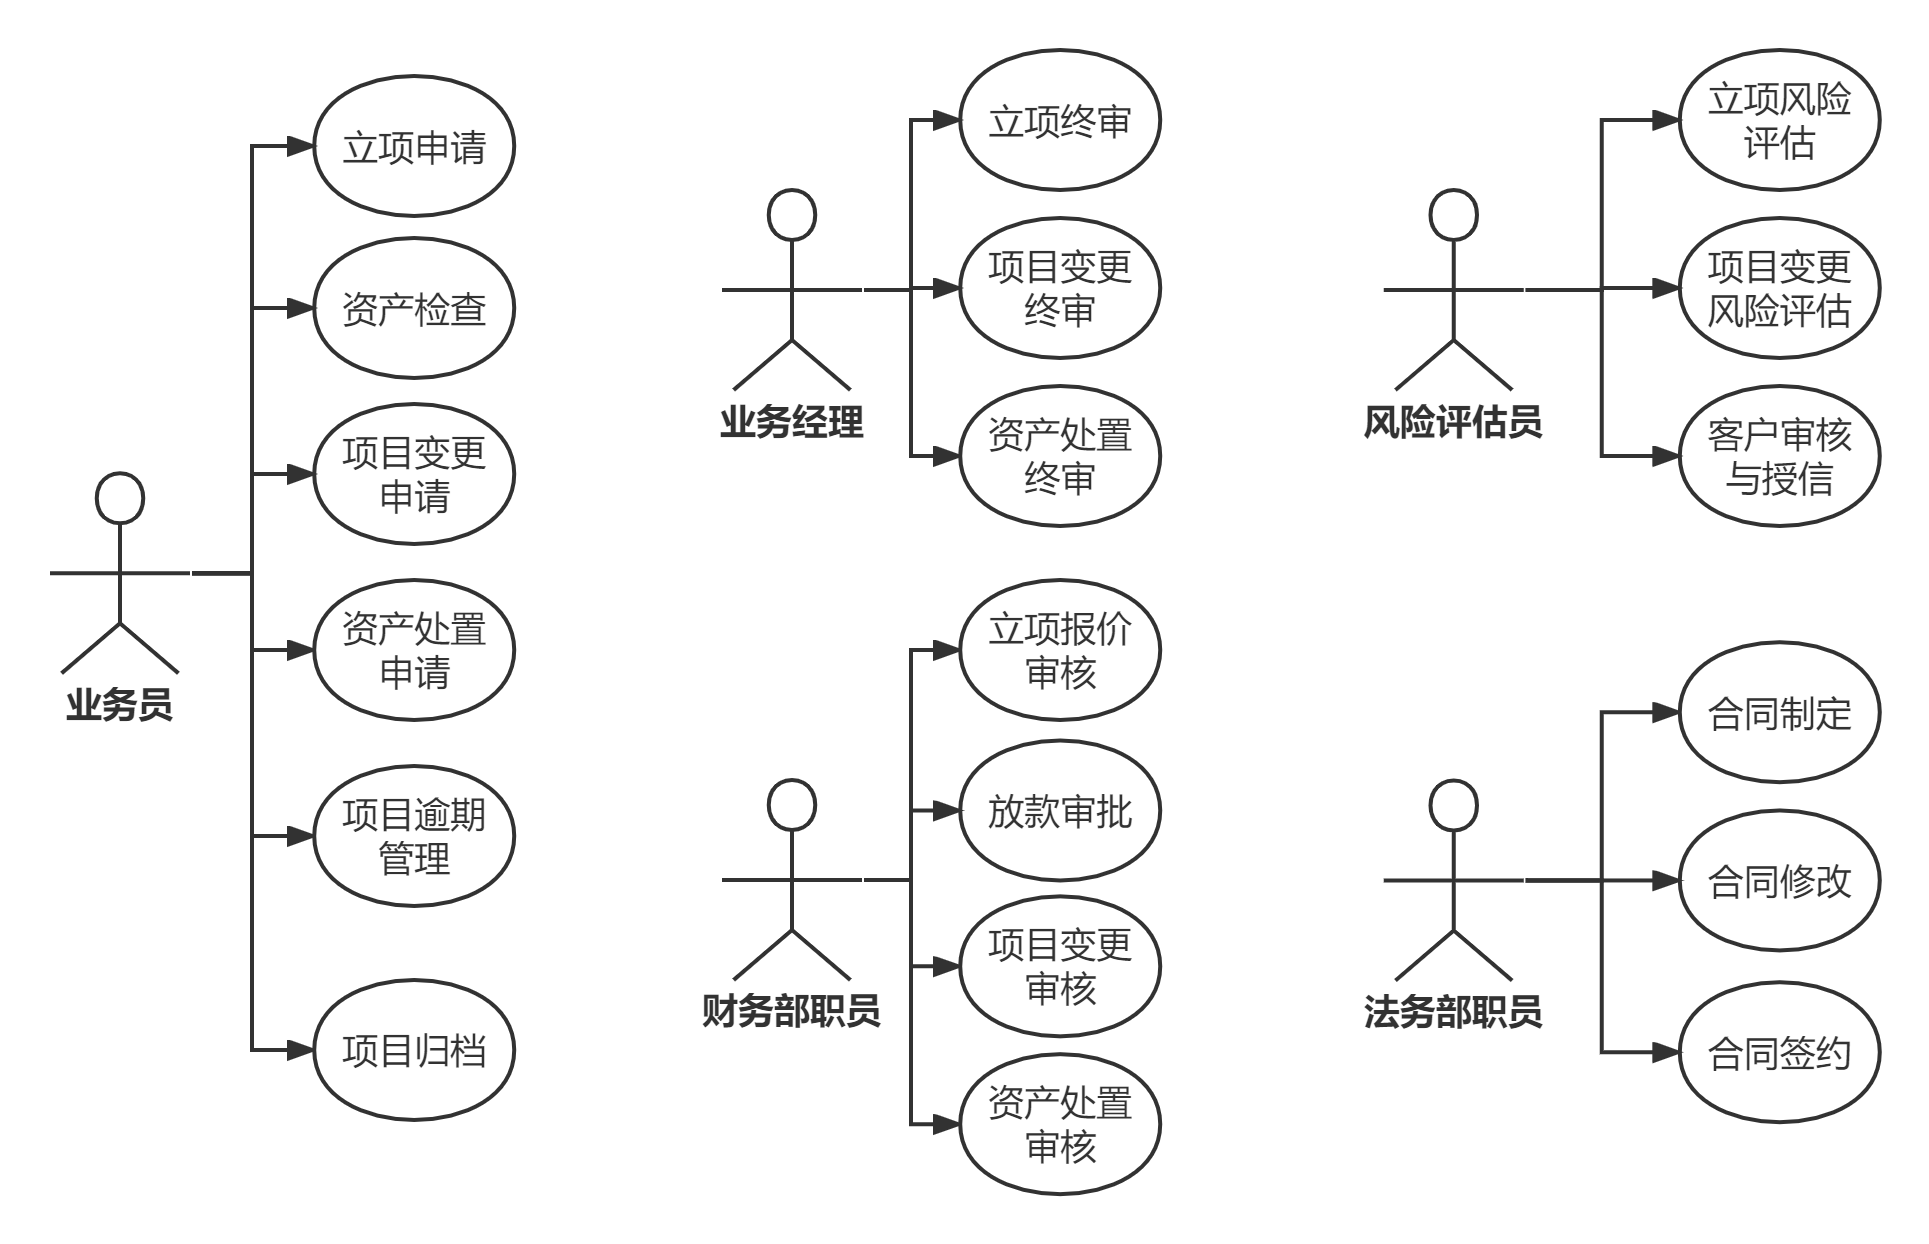 立项申请
资产检查
项目变更
申请
资产处置
申请
项目逾期
管理
项目归档
业务员
立项终审
项目变更
终审
资产处置
终审
业务经理
立项风险
评估
项目变更
风险评估
客户审核
与授信
风险评估员
立项报价
审核
放款审批
项目变更
审核
资产处置
审核
财务部职员
合同制定
合同修改
合同签约
法务部职员